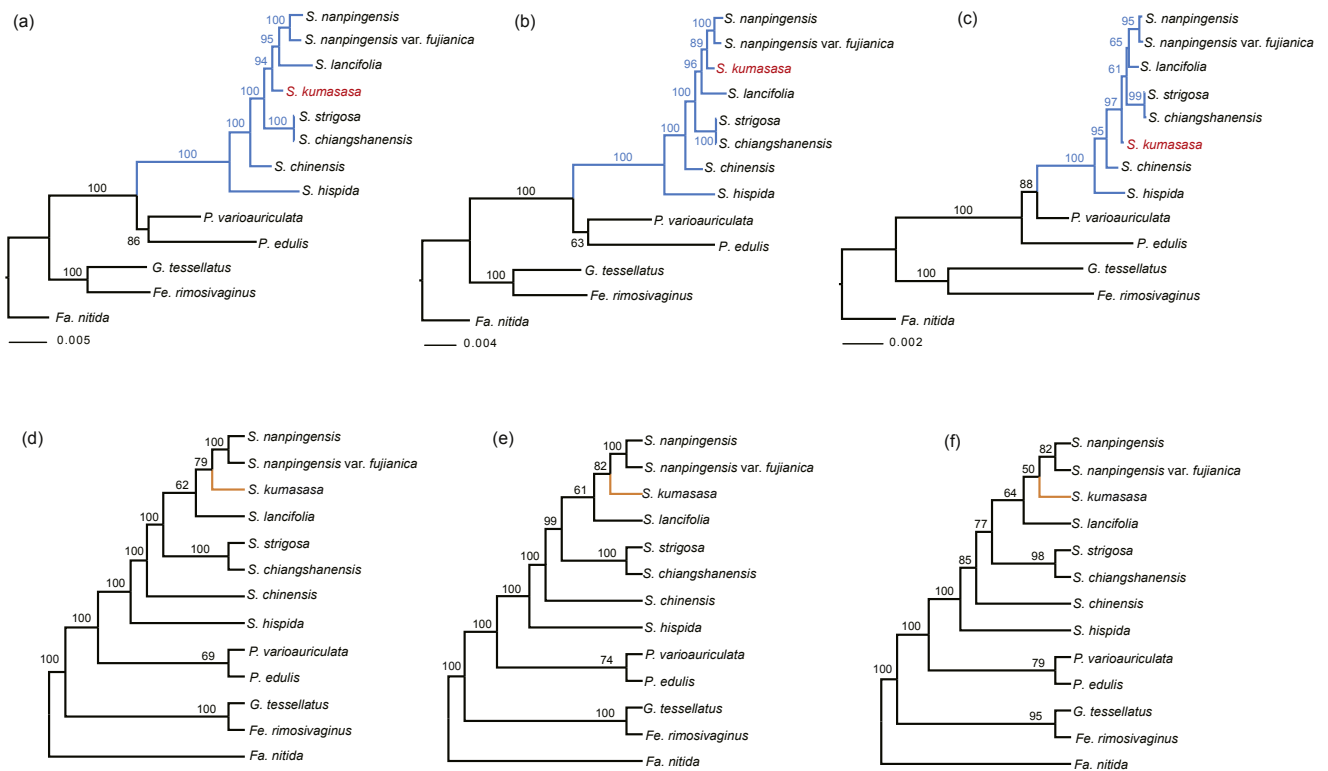 (a)
100
S. nanpingensis
S. nanpingensis var. fujianica
95
S. lancifolia
94
S. kumasasa
100
S. strigosa
100
S. chiangshanensis
100
S. chinensis
S. hispida
100
P. varioauriculata
86
P. edulis
G. tessellatus
100
Fe. rimosivaginus
Fa. nitida
0.005
(b)
100
S. nanpingensis
S. nanpingensis var. fujianica
89
S. kumasasa
96
S. lancifolia
100
S. strigosa
100
S. chiangshanensis
100
S. chinensis
100
S. hispida
100
P. varioauriculata
63
P. edulis
G. tessellatus
100
Fe. rimosivaginus
Fa. nitida
0.004
(c)
95
S. nanpingensis
S. nanpingensis var. fujianica
65
S. lancifolia
61
S. strigosa
99
S. chiangshanensis
97
S. kumasasa
95
S. chinensis
100
S. hispida
88
P. varioauriculata
100
P. edulis
G. tessellatus
100
Fe. rimosivaginus
Fa. nitida
0.002
(d)
S. nanpingensis
100
S. nanpingensis var. fujianica
79
S. kumasasa
62
S. lancifolia
100
S. strigosa
100
S. chiangshanensis
100
S. chinensis
100
S. hispida
100
P. varioauriculata
69
P. edulis
100
G. tessellatus
100
Fe. rimosivaginus
Fa. nitida
(e)
S. nanpingensis
100
S. nanpingensis var. fujianica
82
S. kumasasa
61
S. lancifolia
99
S. strigosa
100
S. chiangshanensis
100
S. chinensis
100
S. hispida
100
P. varioauriculata
74
P. edulis
100
G. tessellatus
100
Fe. rimosivaginus
Fa. nitida
(f)
S. nanpingensis
82
S. nanpingensis var. fujianica
50
S. kumasasa
64
S. lancifolia
77
S. strigosa
98
S. chiangshanensis
85
S. chinensis
100
S. hispida
100
P. varioauriculata
79
P. edulis
100
G. tessellatus
95
Fe. rimosivaginus
Fa. nitida